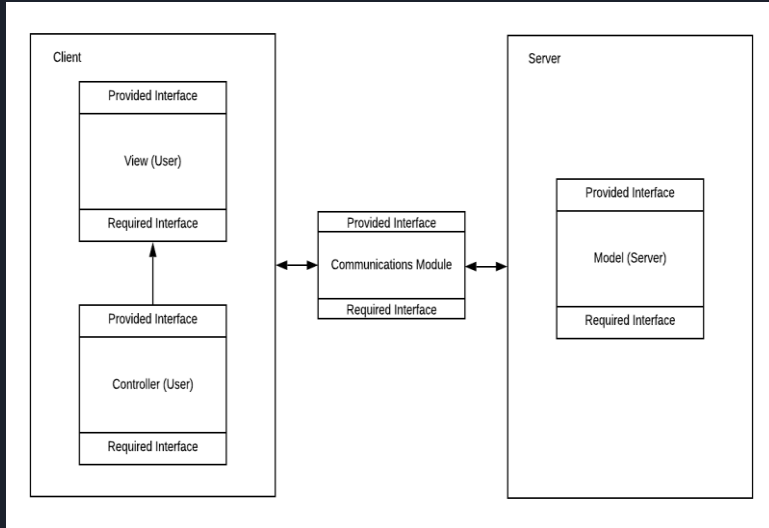 Client
Provided Interface
View (User)
Required Interface
Provided Interface
Controller (User)
Required Interface
Provided Interface
Communications Module
Required Interface
Server
Provided Interface
Model (Server)
Required Interface